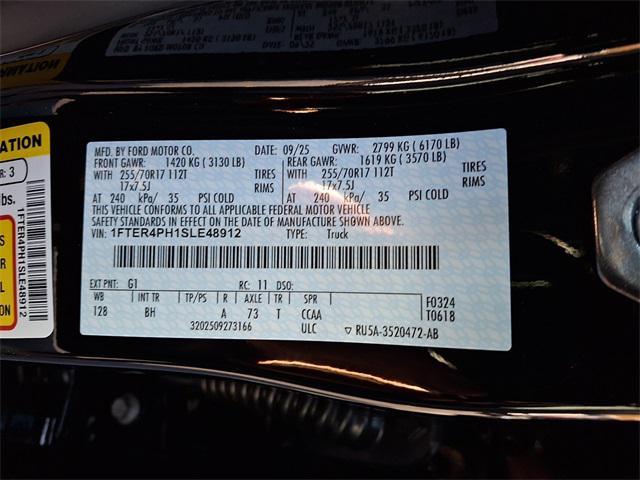 MFD. BY FORD MOTOR CO. DATE: 09/25 GVWR: 2799 KG ( 6170 LB)
FRONT GAWR: 1420 KG ( 3130 LB) REAR GAWR: 1619 KG ( 3570 LB)
WITH 255/70R17 112T TIRES WITH 255/70R17 112T TIRES
17x7.5J RIMS 17x7.5J RIMS
AT 240 kPa/ 35 PSI COLD AT 240 kPa/ 35 PSI COLD
THIS VEHICLE CONFORMS TO ALL APPLICABLE FEDERAL MOTOR VEHICLE
SAFETY STANDARDS IN EFFECT ON THE DATE OF MANUFACTURE SHOWN ABOVE.
VIN: 1FTER4PH1SLE48912 TYPE: Truck
EXT PNT: G1 RC: 11 DSO:
WB INT TR TP/PS R AXLE TR SPR F0324
128 BH A 73 T CCAA T0618
3202509273166 ULC ▽ RU5A-3520472-AB
ATION
R: 3
lbs.
1FTER4PH1SLE48912